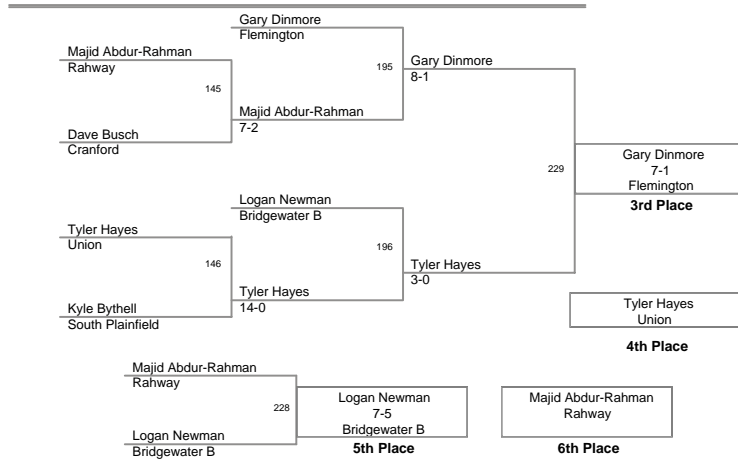 Gary Dinmore
Flemington
Majid Abdur-Rahman
Rahway
195
Gary Dinmore
8-1
145
Majid Abdur-Rahman
7-2
Dave Busch
Cranford
229
Gary Dinmore
7-1
Flemington
3rd Place
Logan Newman
Bridgewater B
Tyler Hayes
Union
196
146
Tyler Hayes
3-0
Tyler Hayes
14-0
Kyle Bythell
South Plainfield
Tyler Hayes
Union
4th Place
Majid Abdur-Rahman
Rahway
228
Logan Newman
7-5
Bridgewater B
5th Place
Logan Newman
Bridgewater B
Majid Abdur-Rahman
Rahway
6th Place